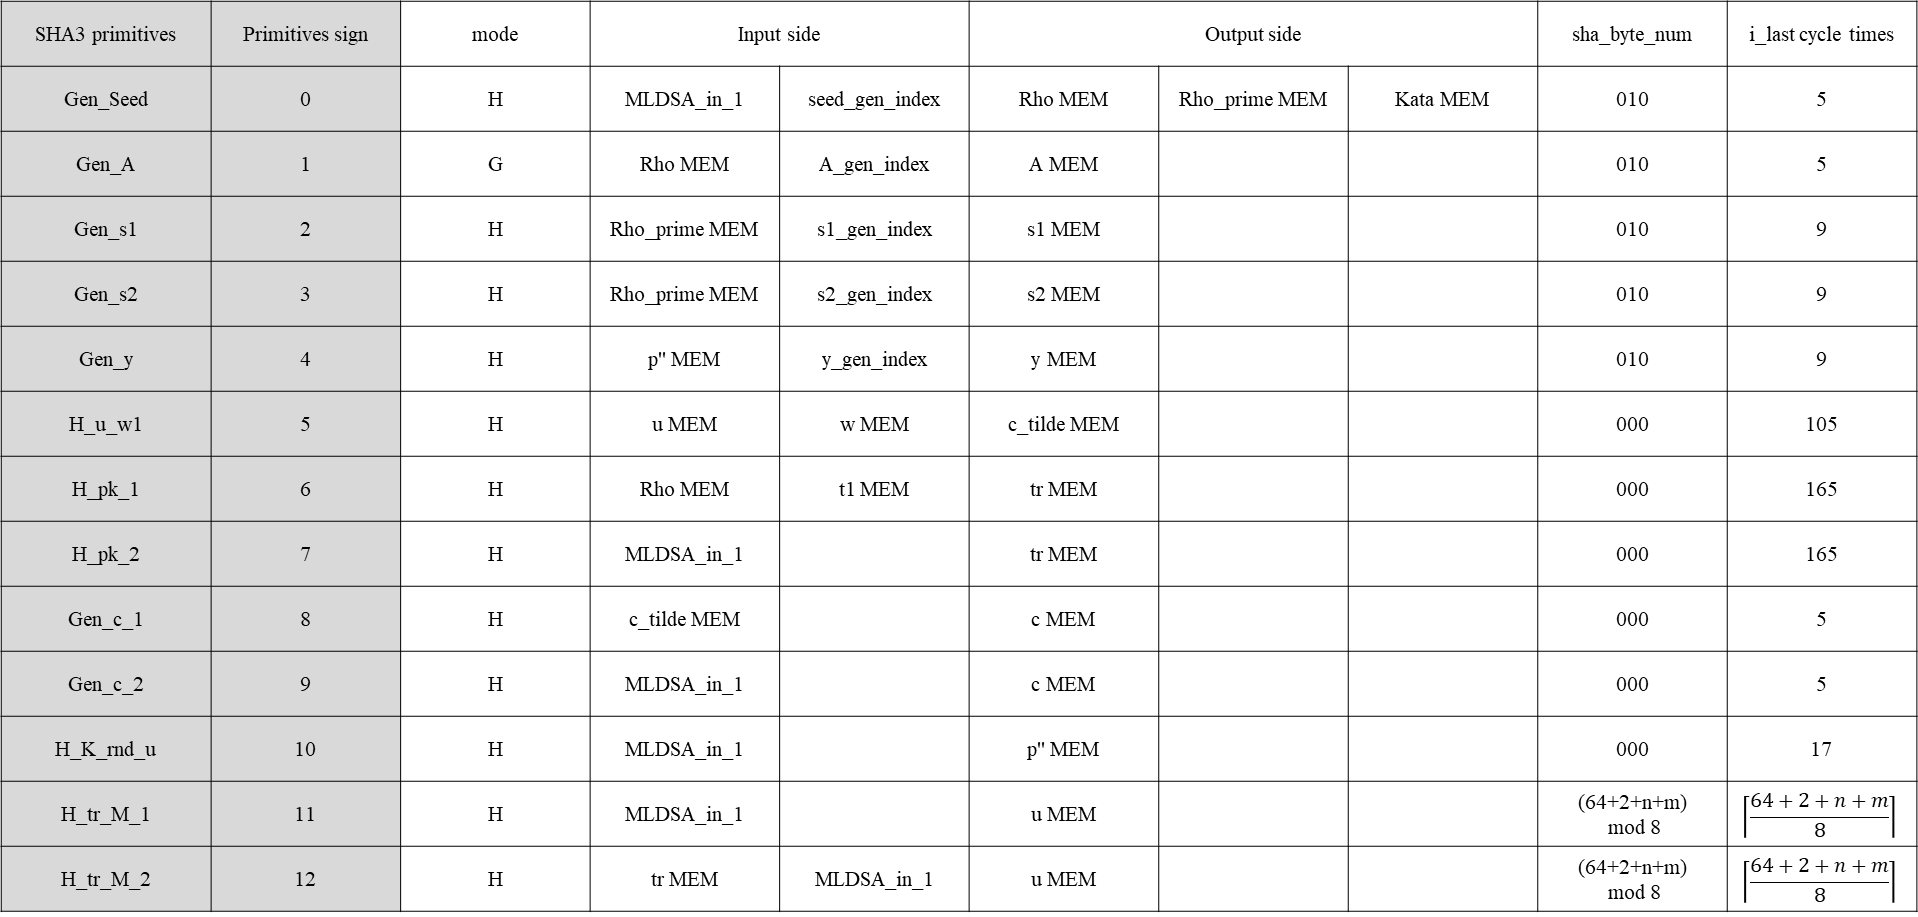 SHA3 primitives Primitives sign mode Input side Output side sha_byte_num i_last cycle times
Gen_Seed 0 H MLDSA_in_1 seed_gen_index Rho MEM Rho_prime MEM Kata MEM 010 5
Gen_A 1 G Rho MEM A_gen_index A MEM 010 5
Gen_s1 2 H Rho_prime MEM s1_gen_index s1 MEM 010 9
Gen_s2 3 H Rho_prime MEM s2_gen_index s2 MEM 010 9
Gen_y 4 H p" MEM y_gen_index y MEM 010 9
H_u_w1 5 H u MEM w MEM c_tilde MEM 000 105
H_pk_1 6 H Rho MEM t1 MEM tr MEM 000 165
H_pk_2 7 H MLDSA_in_1 tr MEM 000 165
Gen_c_1 8 H c_tilde MEM c MEM 000 5
Gen_c_2 9 H MLDSA_in_1 c MEM 000 5
H_K_rnd_u 10 H MLDSA_in_1 p" MEM 000 17
H_tr_M_1 11 H MLDSA_in_1 u MEM (64+2+n+m) mod 8 ⌈(64 + 2 + n + m)/8⌉
H_tr_M_2 12 H tr MEM MLDSA_in_1 u MEM (64+2+n+m) mod 8 ⌈(64 + 2 + n + m)/8⌉